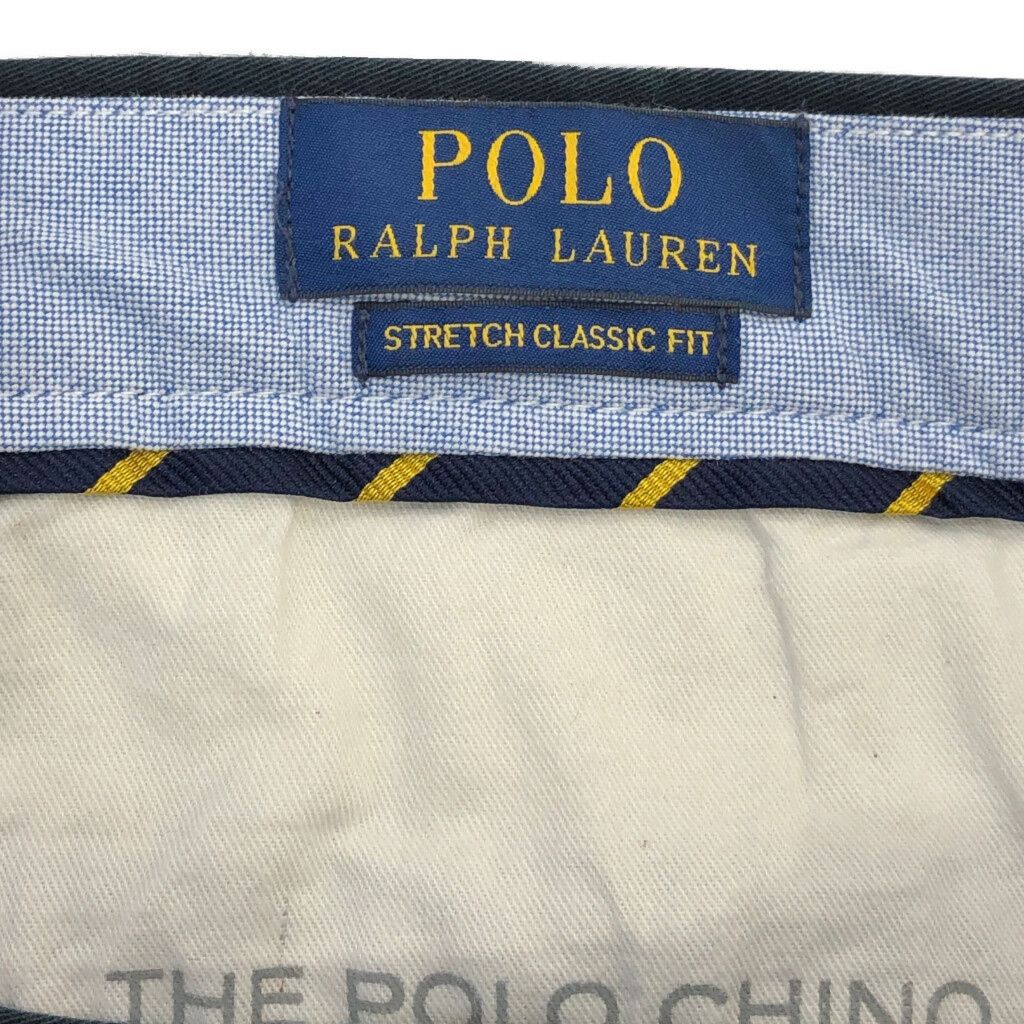 POLO
RALPH LAUREN
STRETCH CLASSIC FIT
THE POLO CHINO